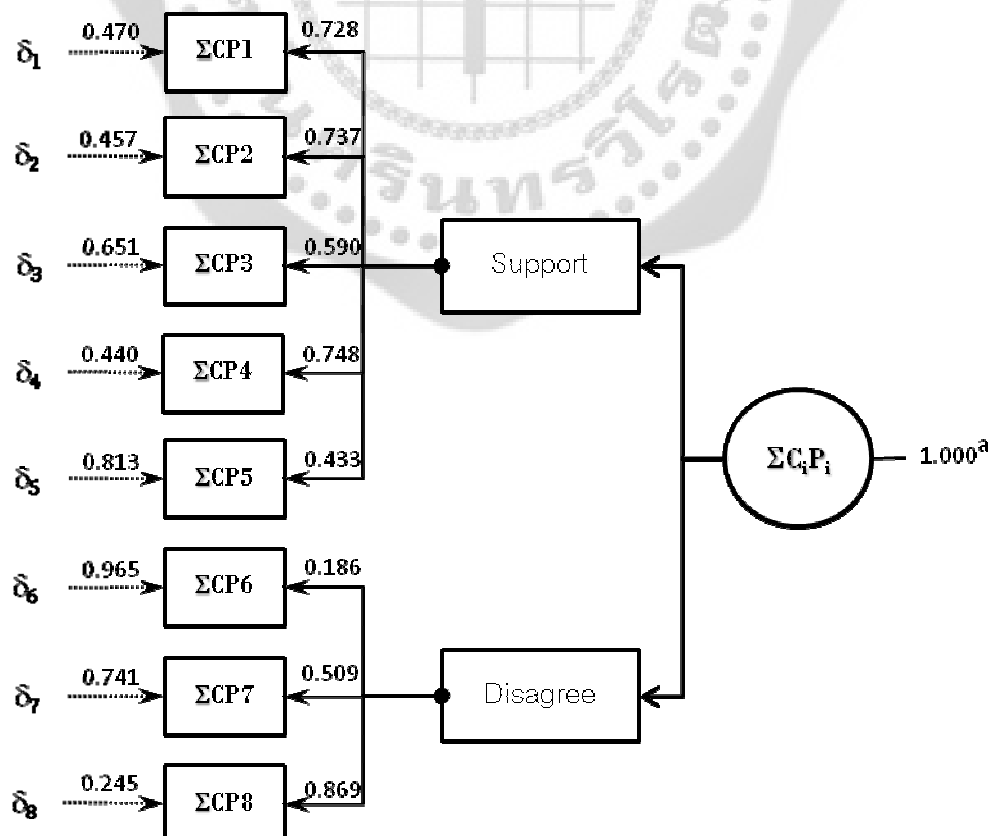 δ1 0.470 ΣCP1 0.728
δ2 0.457 ΣCP2 0.737
δ3 0.651 ΣCP3 0.590
Support
δ4 0.440 ΣCP4 0.748
δ5 0.813 ΣCP5 0.433
ΣCiPi 1.000a
δ6 0.965 ΣCP6 0.186
δ7 0.741 ΣCP7 0.509
Disagree
δ8 0.245 ΣCP8 0.869